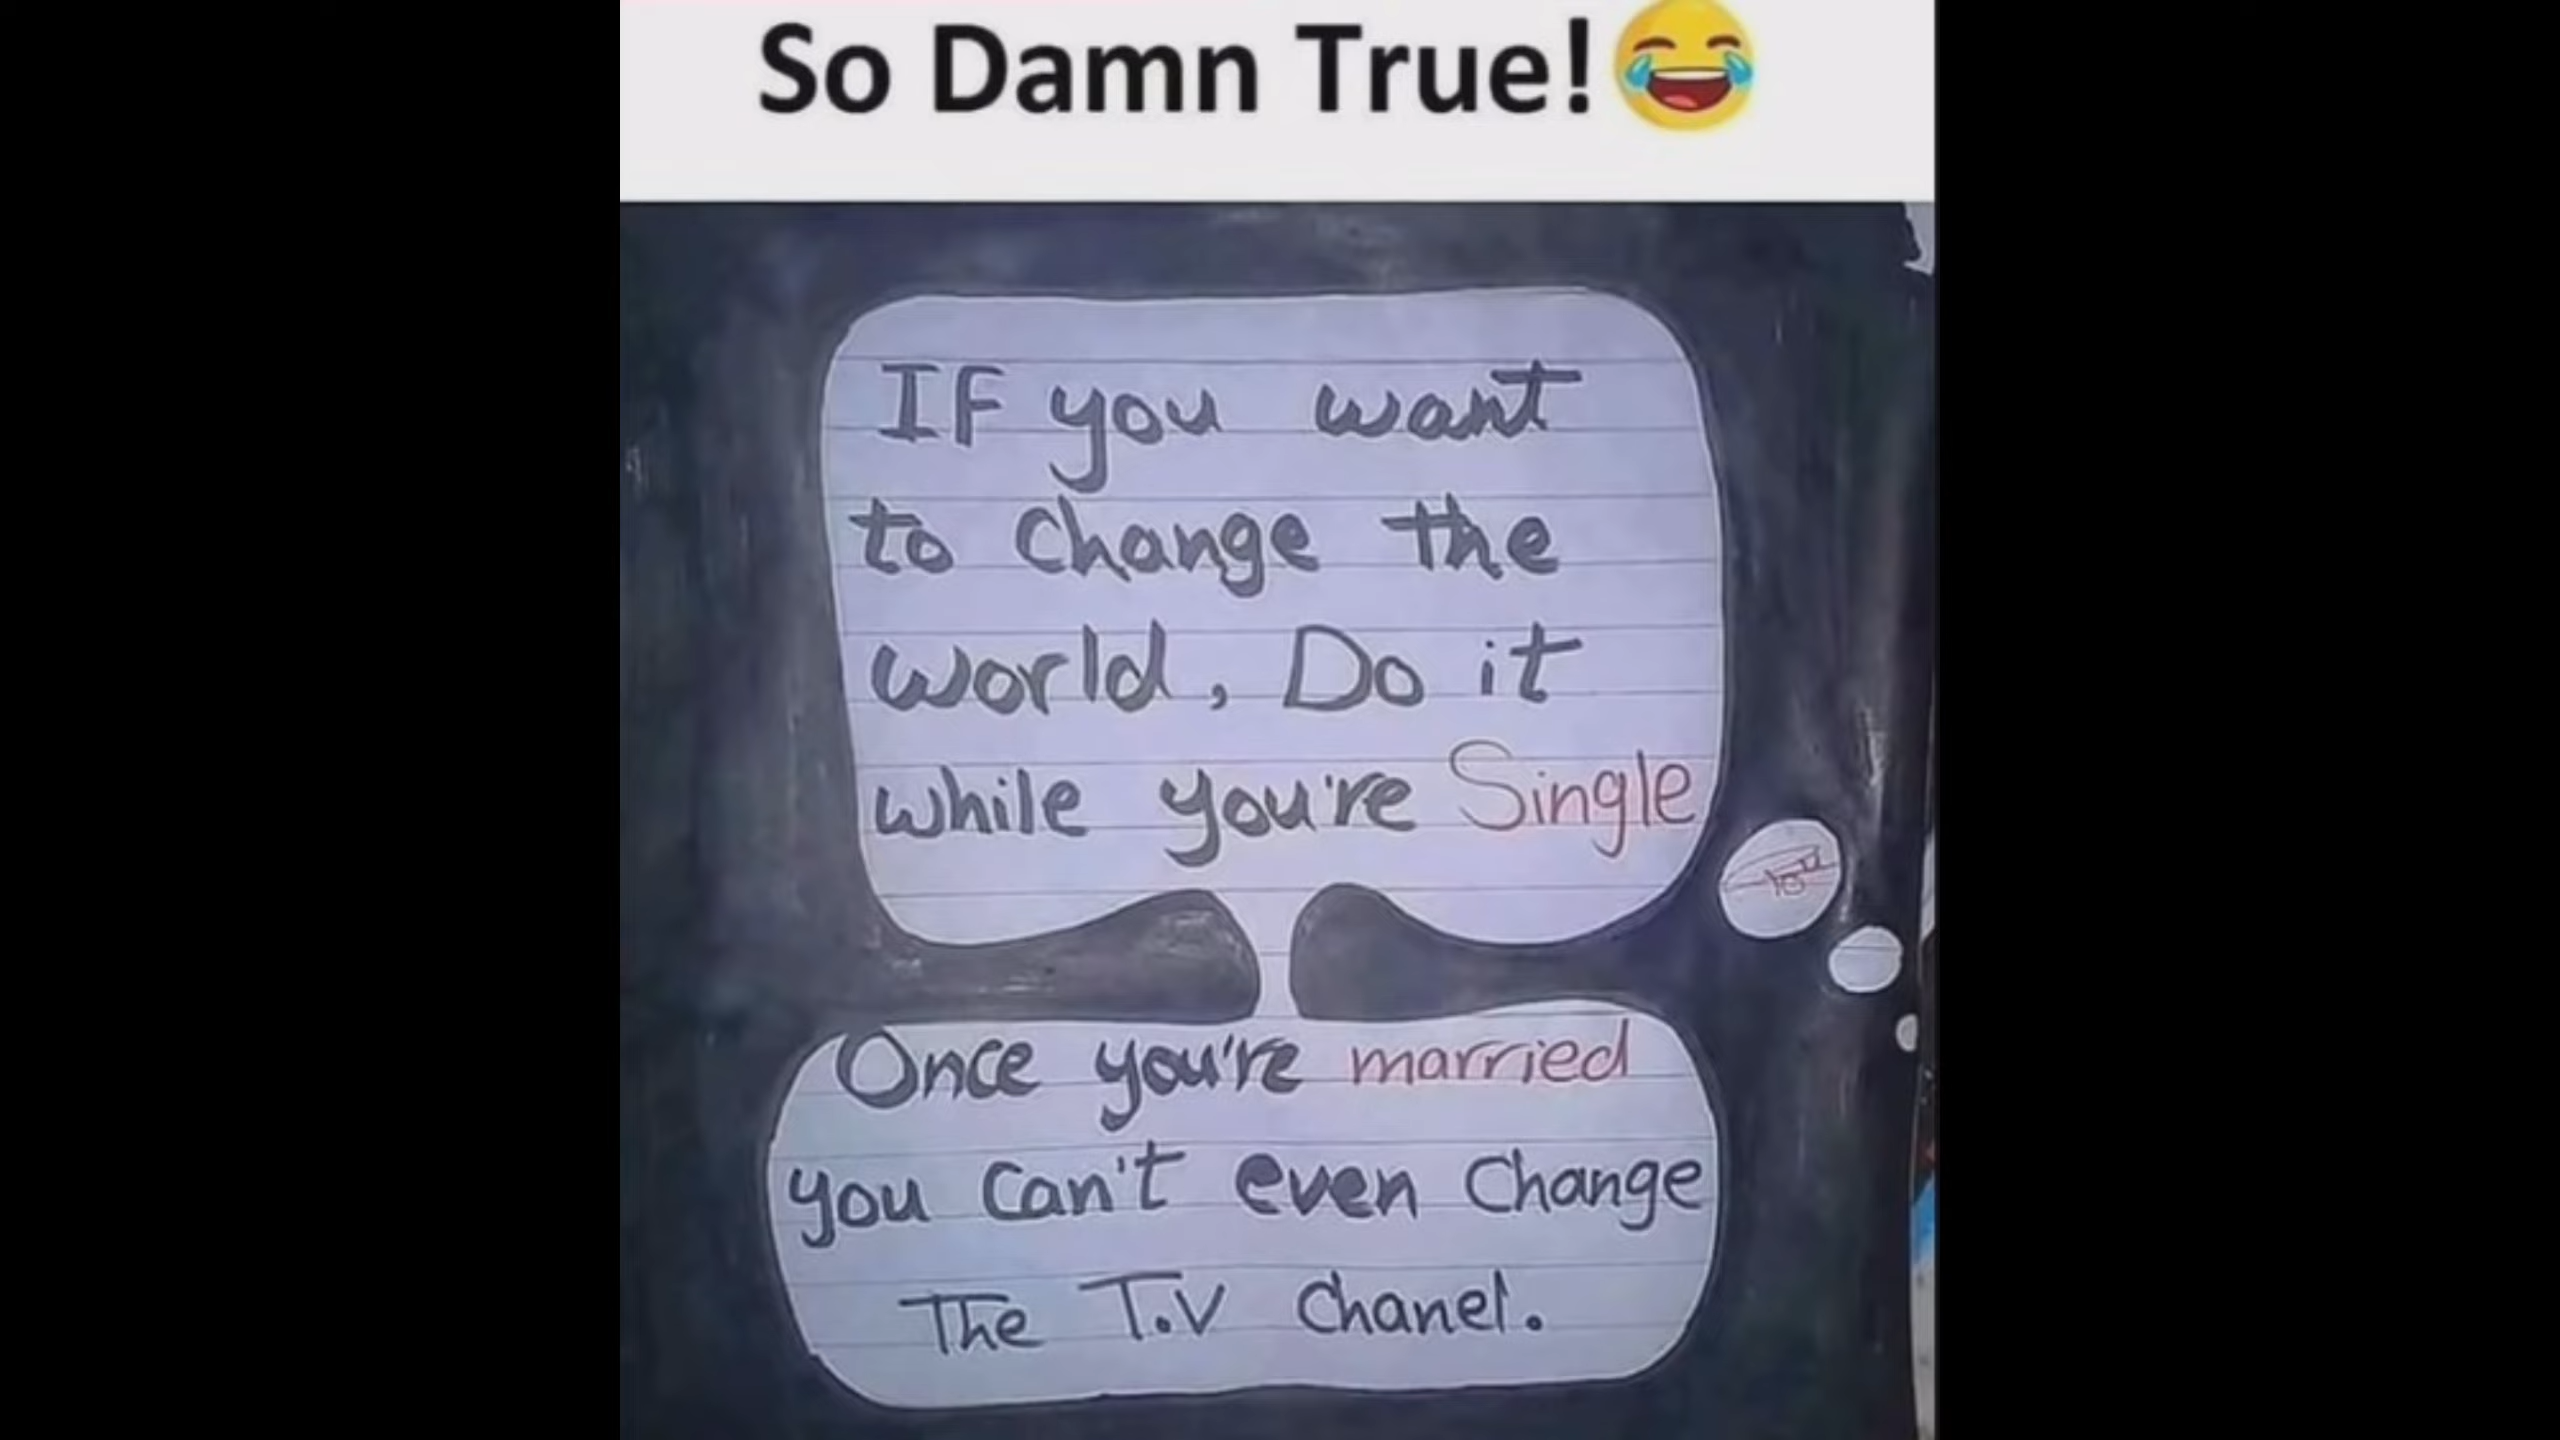 So Damn True!😂
IF you want
to change the
world, Do it
while you're Single
Once you're married
you can't even change
The T.V Chanel.